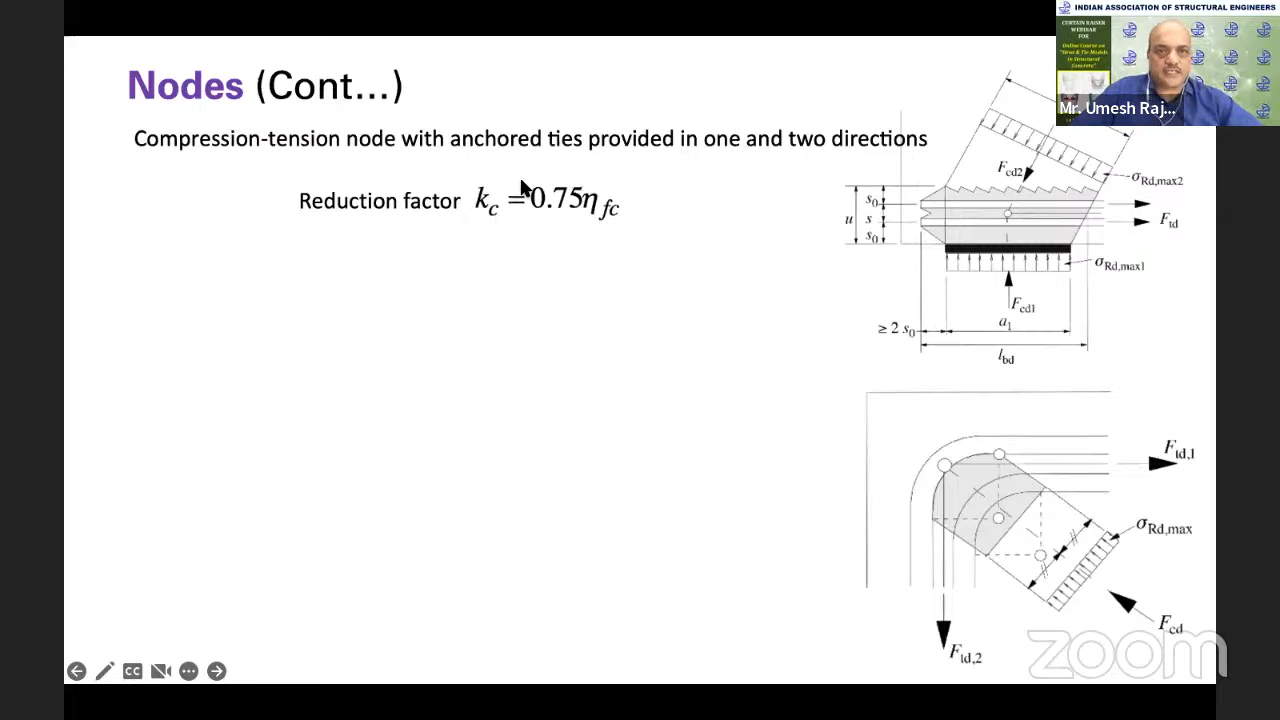 INDIAN ASSOCIATION OF STRUCTURAL ENGINEERS
CURTAIN RAISER
WEBINAR
FOR
Online Course on
"Strut & Tie Models
in Structural
Concrete"
Mr. Umesh Raj...
Nodes (Cont...)
Compression-tension node with anchored ties provided in one and two directions
Reduction factor k_c = 0.75η_fc
F_cd2
σ_Rd,max2
u
s_0
s
s_0
F_td
σ_Rd,max1
F_cd1
≥ 2 s_0
a_1
l_bd
F_td,1
σ_Rd,max
F_cd
F_td,2
CC
zoom